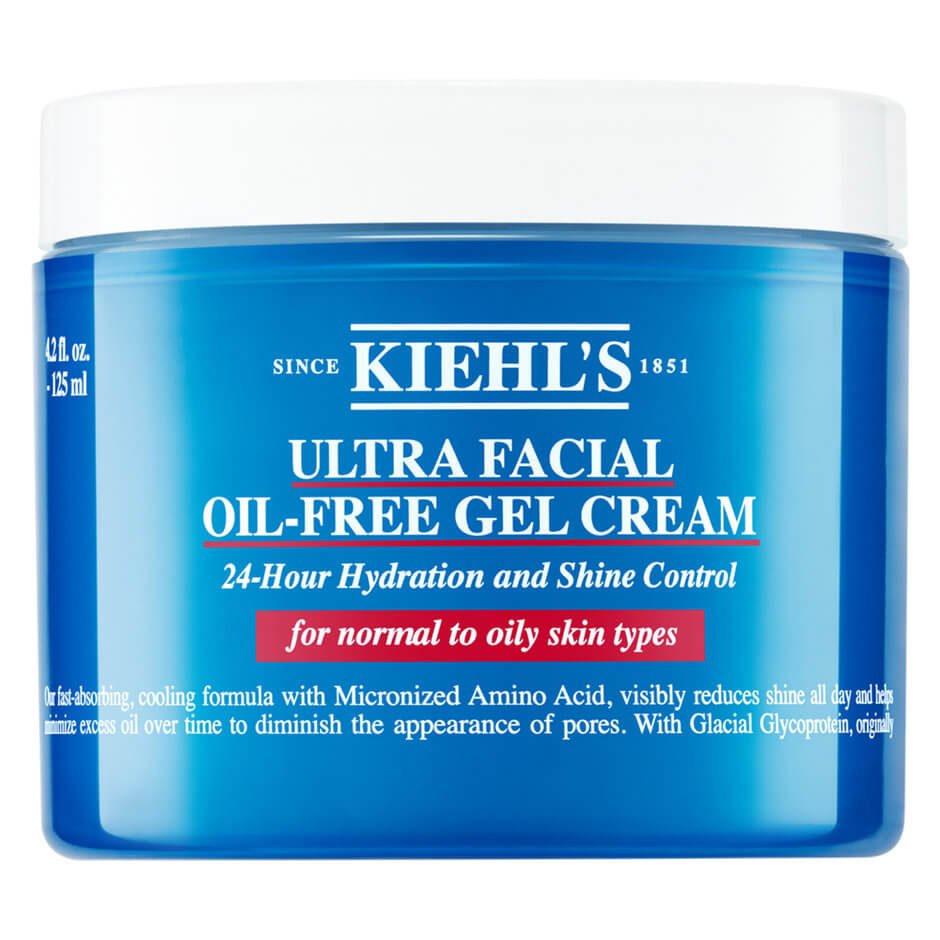 SINCE KIEHL'S 1851
4.2 fl. oz.
- 125 ml
ULTRA FACIAL
OIL-FREE GEL CREAM
24-Hour Hydration and Shine Control
for normal to oily skin types
Our fast-absorbing, cooling formula with Micronized Amino Acid, visibly reduces shine all day and helps
minimize excess oil over time to diminish the appearance of pores. With Glacial Glycoprotein, originally